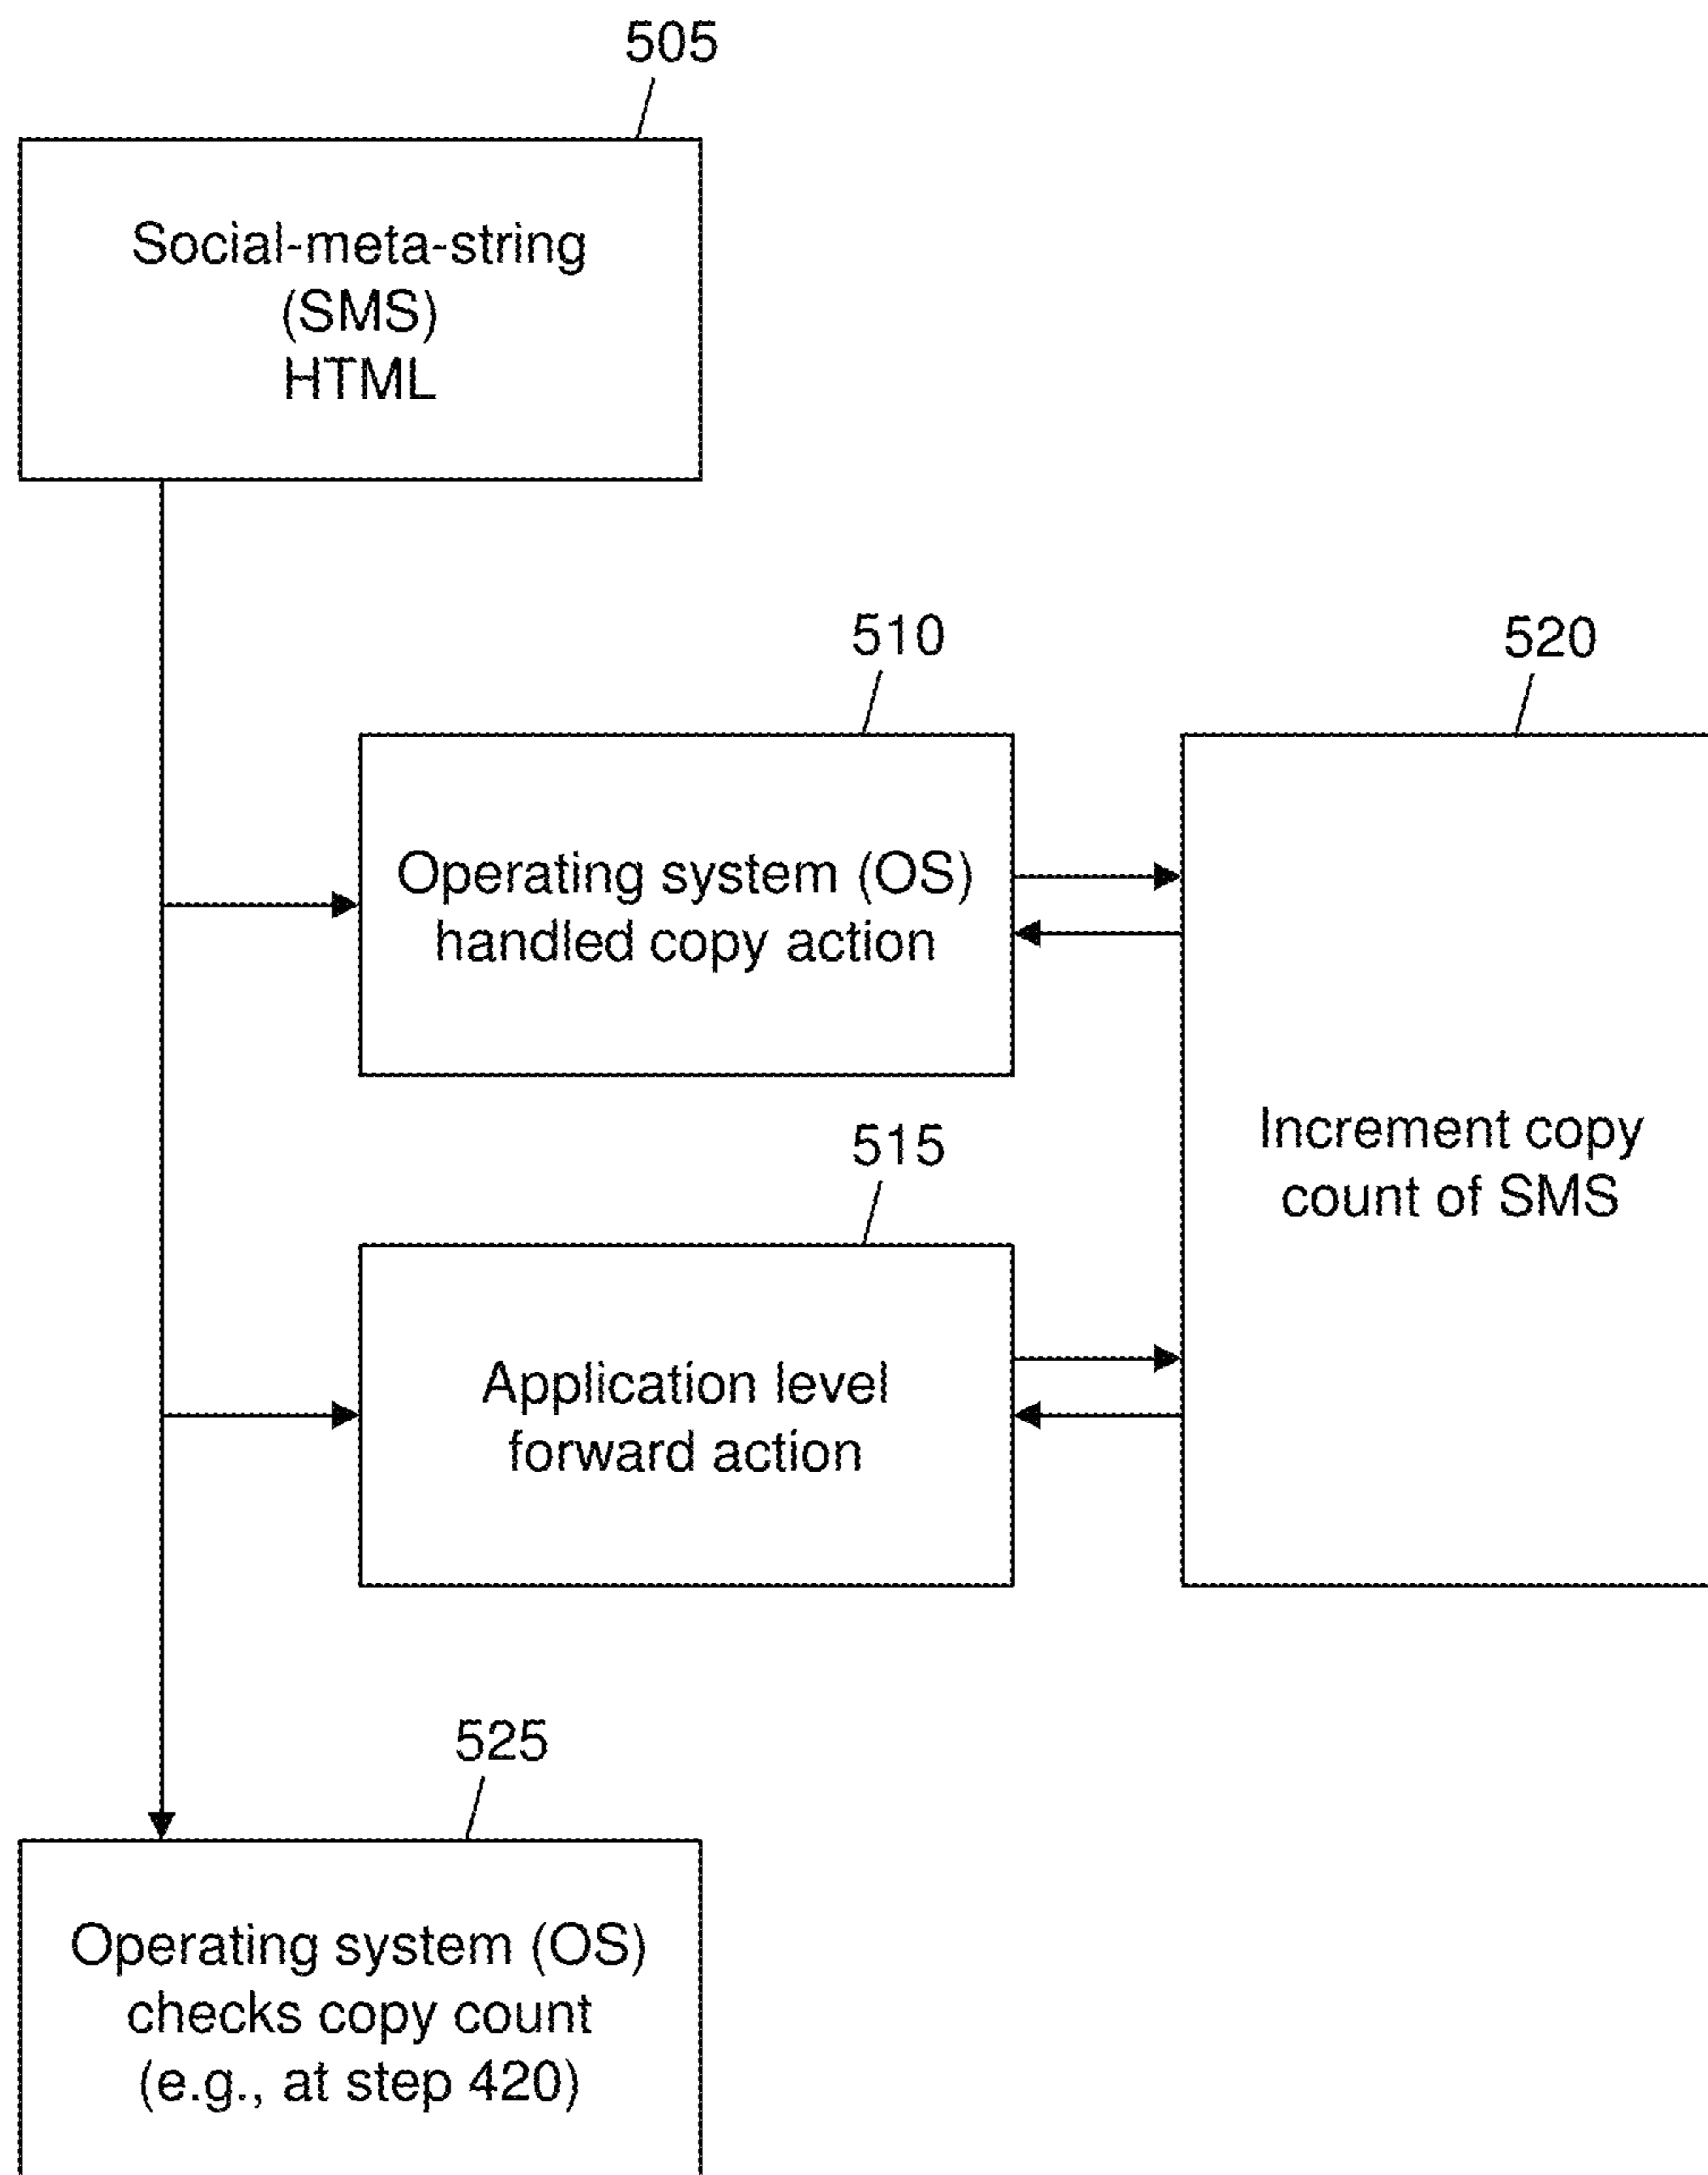 505
Social-meta-string
(SMS)
HTML
510
520
Operating system (OS)
handled copy action
515
Increment copy
count of SMS
Application level
forward action
525
Operating system (OS)
checks copy count
(e.g., at step 420)